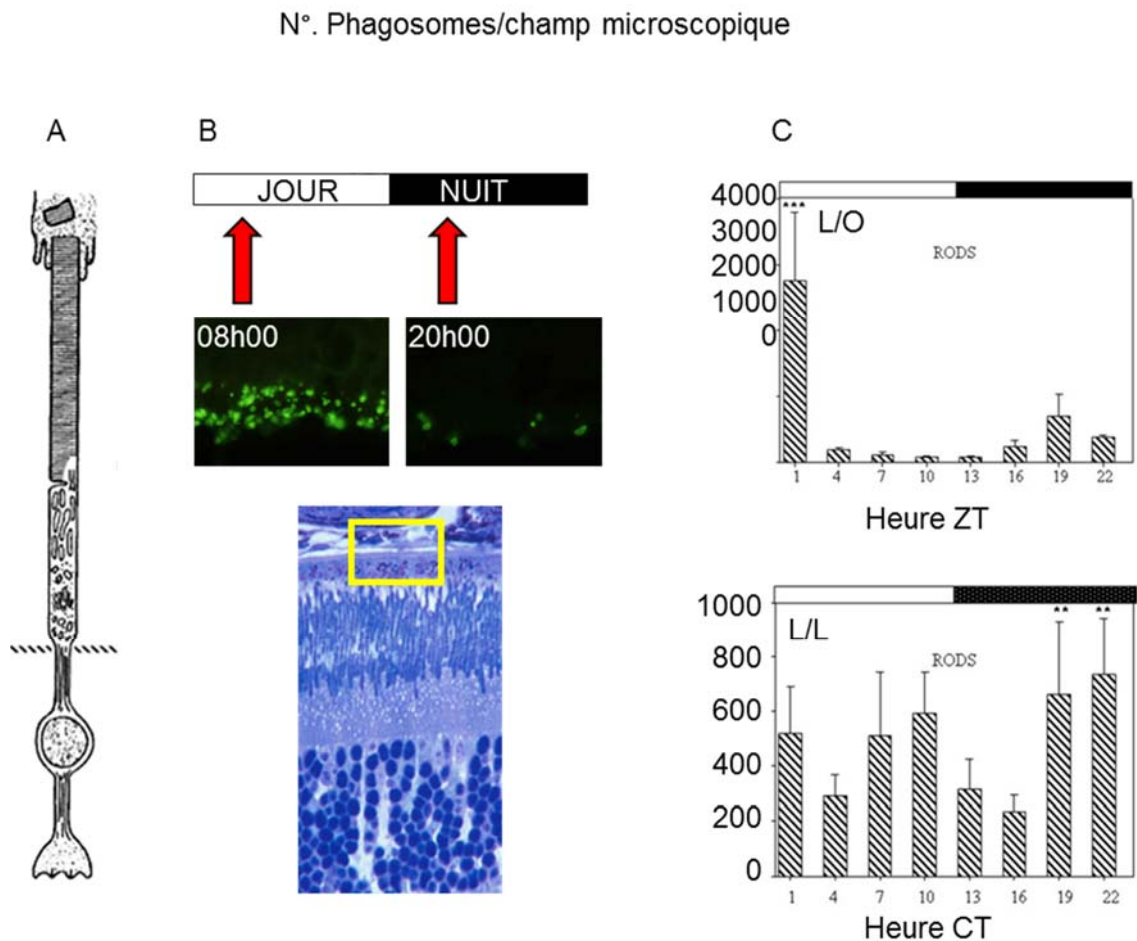 N°. Phagosomes/champ microscopique
A
B
C
JOUR
NUIT
08h00
20h00
4000
3000
2000
1000
0
***
L/O
RODS
1 4 7 10 13 16 19 22
Heure ZT
1000
800
600
400
200
0
** **
L/L
RODS
1 4 7 10 13 16 19 22
Heure CT